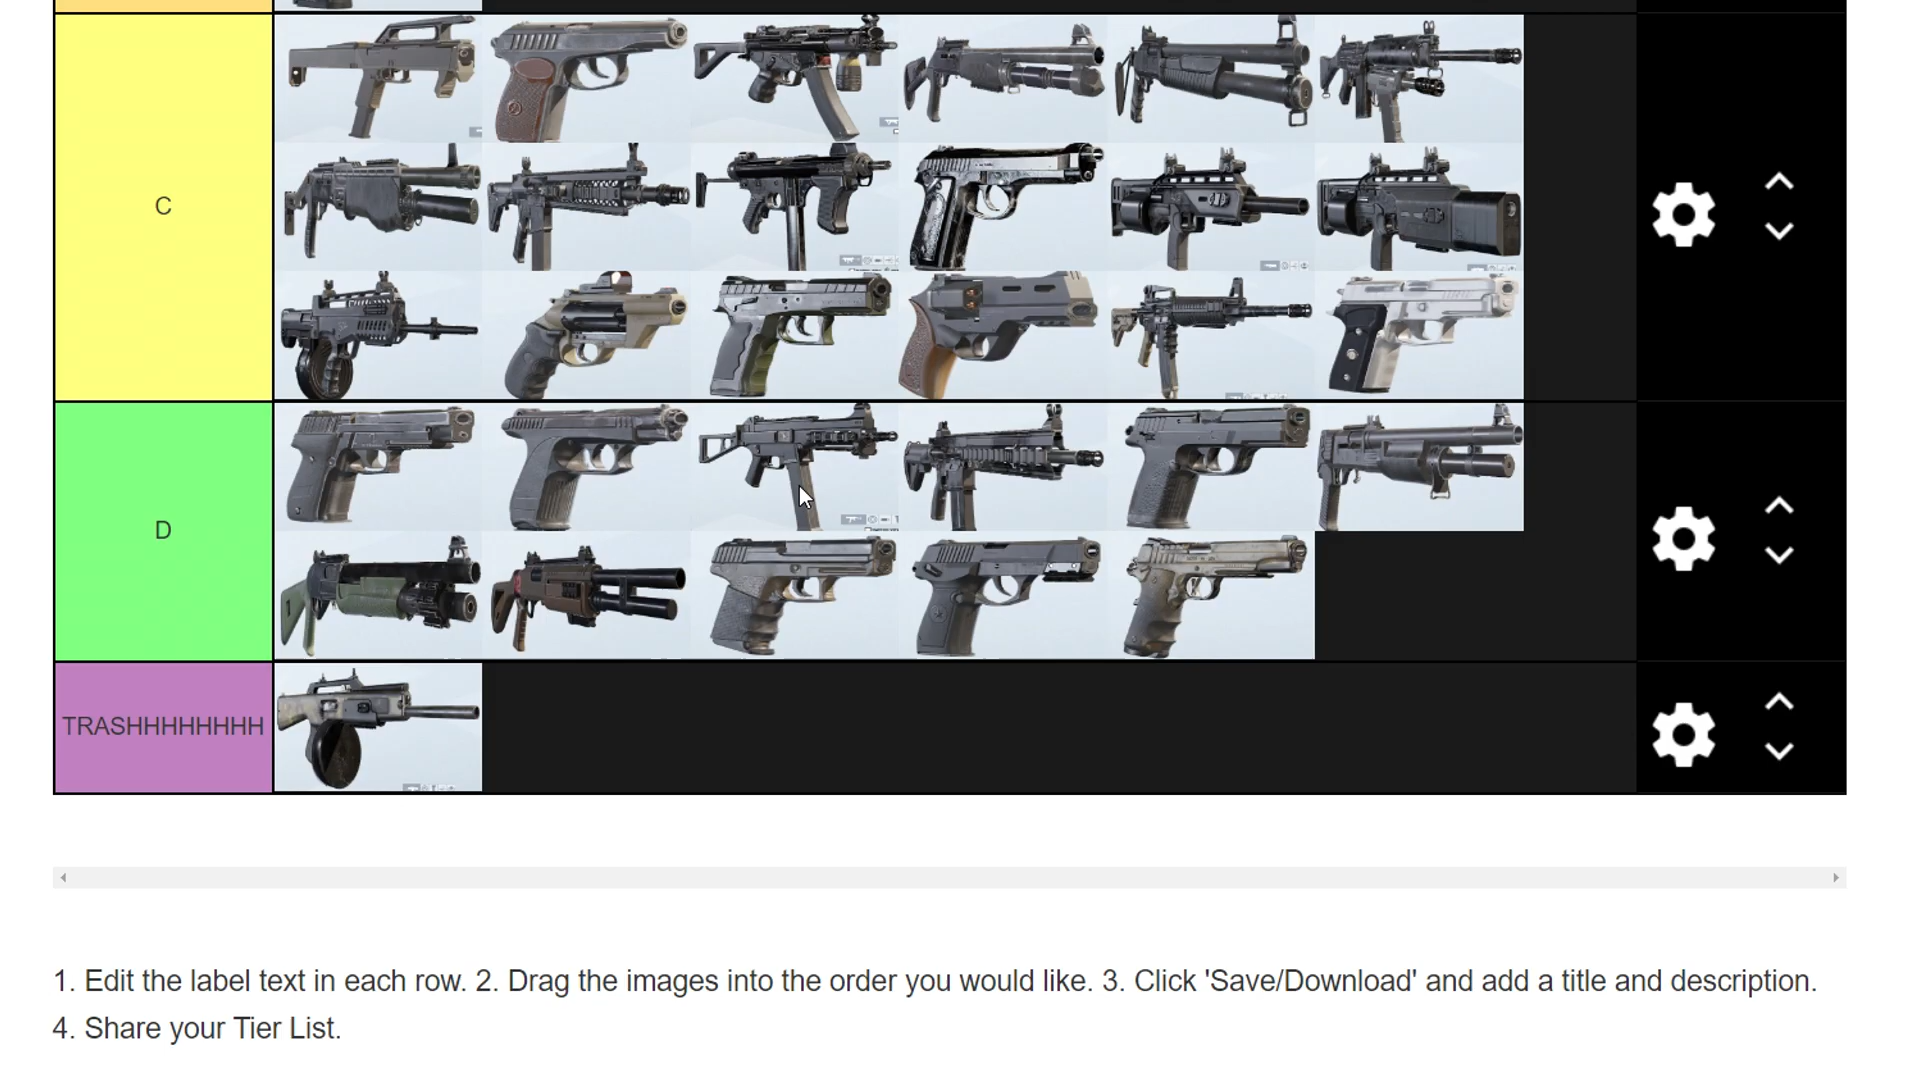 C
D
TRASHHHHHHHH
1. Edit the label text in each row. 2. Drag the images into the order you would like. 3. Click 'Save/Download' and add a title and description.
4. Share your Tier List.